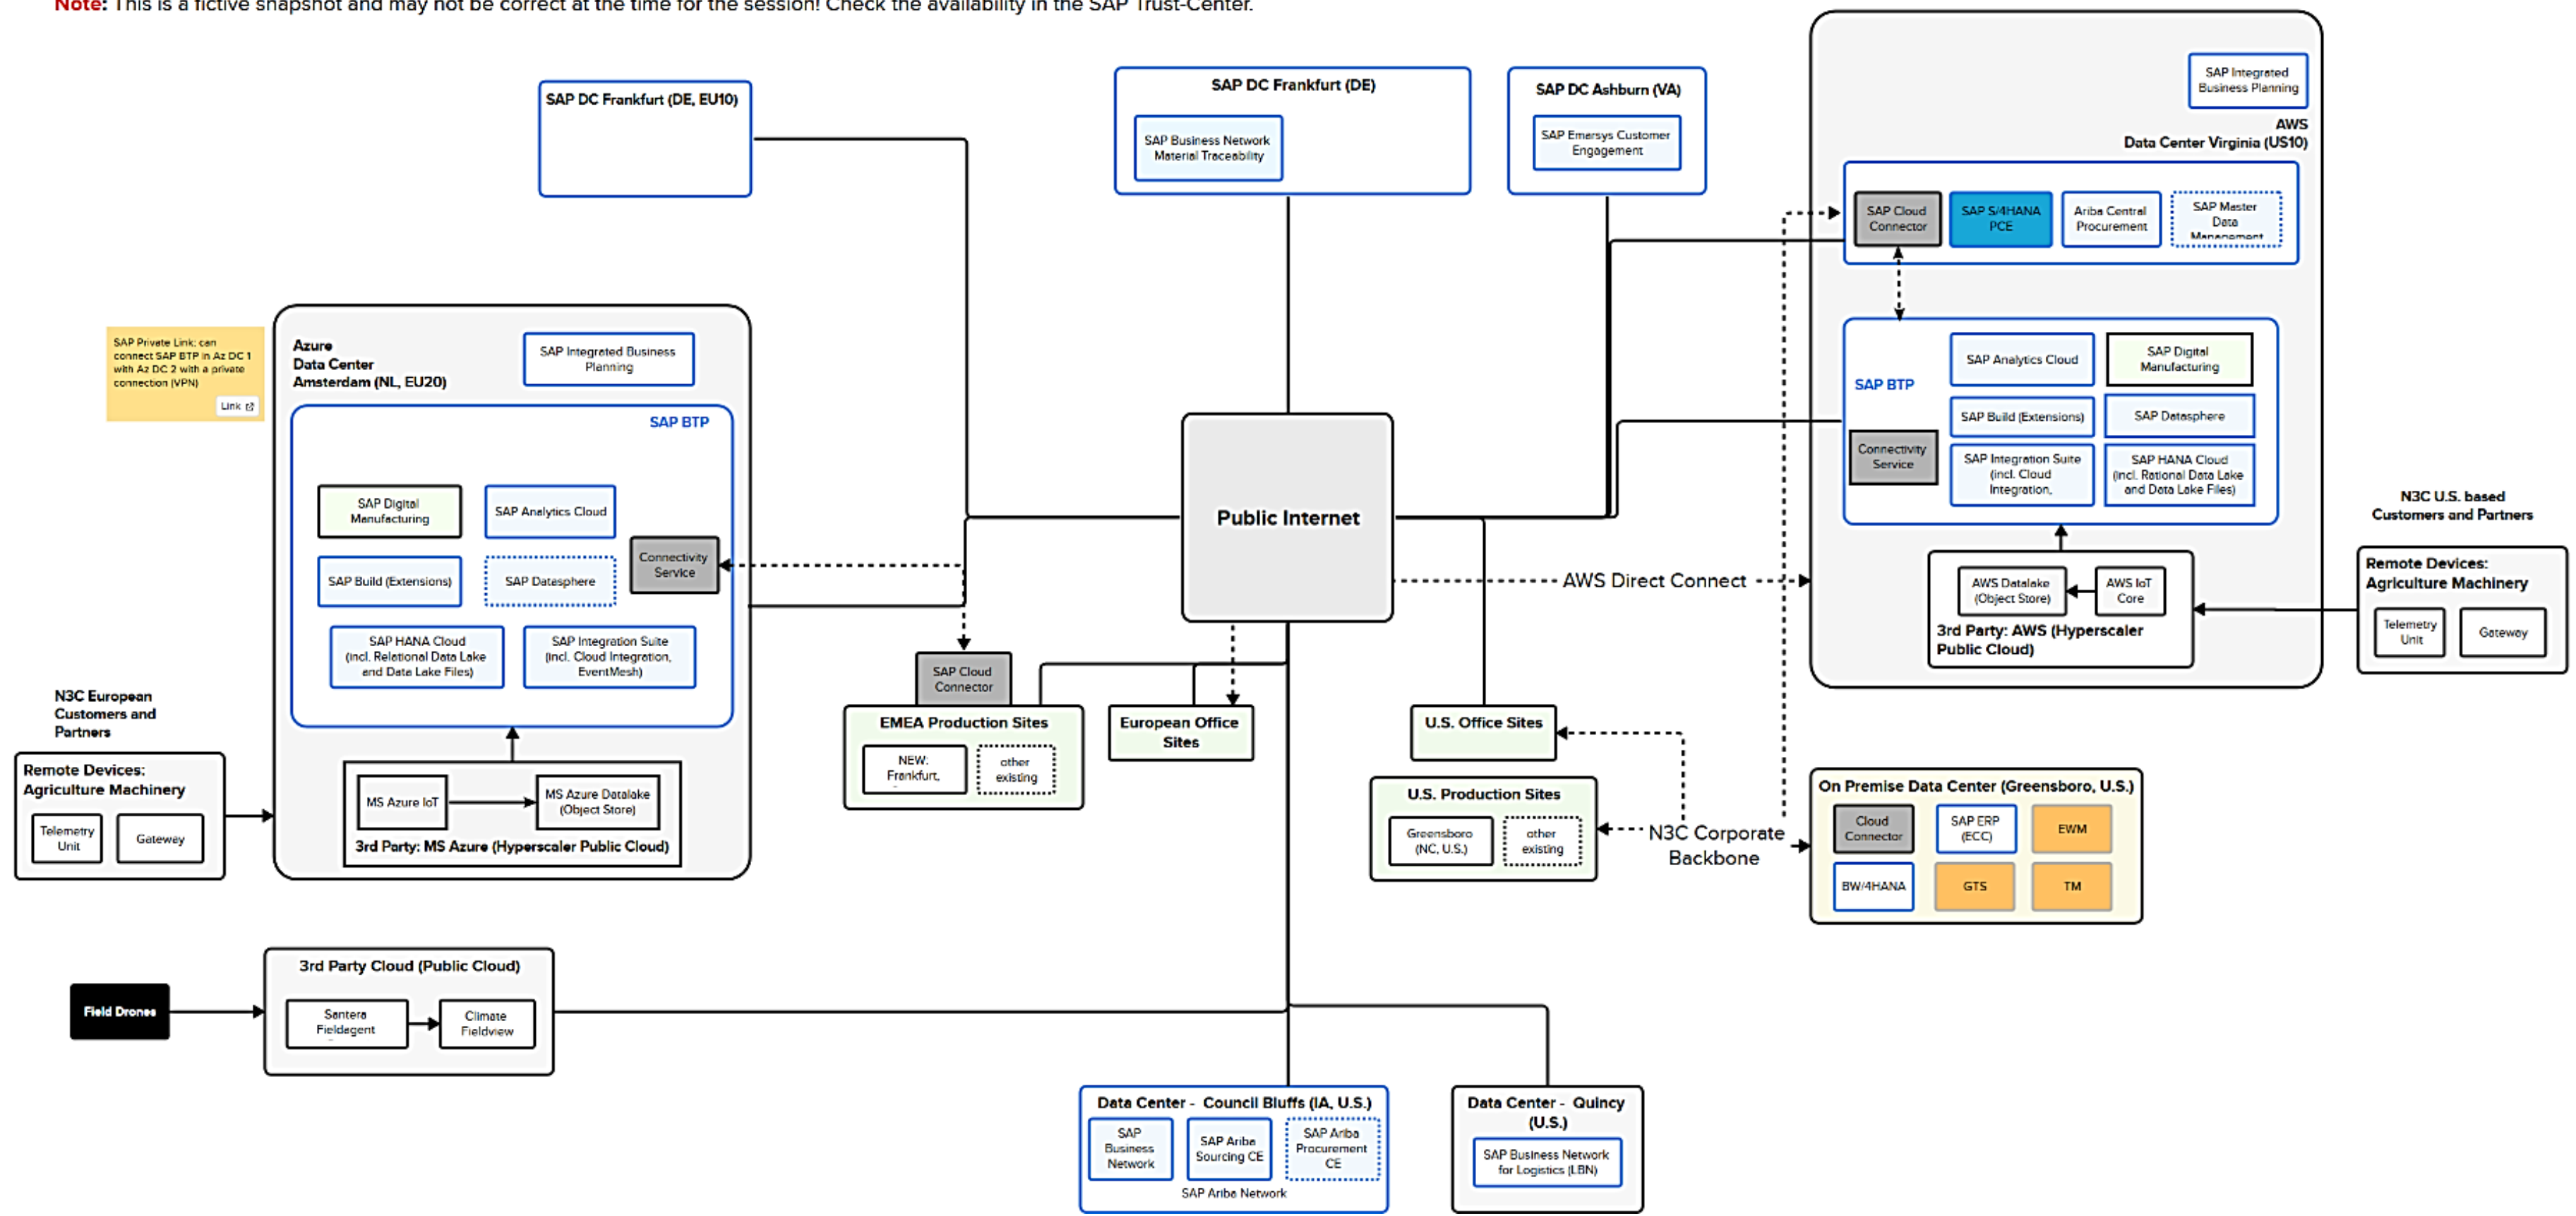 Note: This is a fictive snapshot and may not be correct at the time for the session! Check the availability in the SAP Trust-Center.
SAP DC Frankfurt (DE, EU10)
SAP DC Frankfurt (DE)
SAP Business Network
Material Traceability
SAP DC Ashburn (VA)
SAP Emarsys Customer
Engagement
SAP Integrated
Business Planning
AWS
Data Center Virginia (US10)
SAP Cloud
Connector
SAP S/4HANA
PCE
Ariba Central
Procurement
SAP Master
Data
Management
SAP BTP
SAP Analytics Cloud
SAP Digital
Manufacturing
SAP Build (Extensions)
SAP Datasphere
Connectivity
Service
SAP Integration Suite
(incl. Cloud
Integration,
SAP HANA Cloud
(incl. Rational Data Lake
and Data Lake Files)
AWS Datalake
(Object Store)
AWS IoT
Core
3rd Party: AWS (Hyperscaler
Public Cloud)
N3C U.S. based
Customers and Partners
Remote Devices:
Agriculture Machinery
Telemetry
Unit
Gateway
SAP Private Link: can
connect SAP BTP in Az DC 1
with Az DC 2 with a private
connection (VPN)
Link
Azure
Data Center
Amsterdam (NL, EU20)
SAP Integrated Business
Planning
SAP BTP
SAP Digital
Manufacturing
SAP Analytics Cloud
Connectivity
Service
SAP Build (Extensions)
SAP Datasphere
SAP HANA Cloud
(incl. Relational Data Lake
and Data Lake Files)
SAP Integration Suite
(incl. Cloud Integration,
EventMesh)
MS Azure IoT
MS Azure Datalake
(Object Store)
3rd Party: MS Azure (Hyperscaler Public Cloud)
N3C European
Customers and
Partners
Remote Devices:
Agriculture Machinery
Telemetry
Unit
Gateway
Public Internet
AWS Direct Connect
SAP Cloud
Connector
EMEA Production Sites
NEW:
Frankfurt,
other
existing
European Office
Sites
U.S. Office Sites
U.S. Production Sites
Greensboro
(NC, U.S.)
other
existing
N3C Corporate
Backbone
On Premise Data Center (Greensboro, U.S.)
Cloud
Connector
SAP ERP
(ECC)
EWM
BW/4HANA
GTS
TM
Field Drones
3rd Party Cloud (Public Cloud)
Santera
Fieldagent
Climate
Fieldview
Data Center - Council Bluffs (IA, U.S.)
SAP
Business
Network
SAP Ariba
Sourcing CE
SAP Ariba
Procurement
CE
SAP Ariba Network
Data Center - Quincy
(U.S.)
SAP Business Network
for Logistics (LBN)